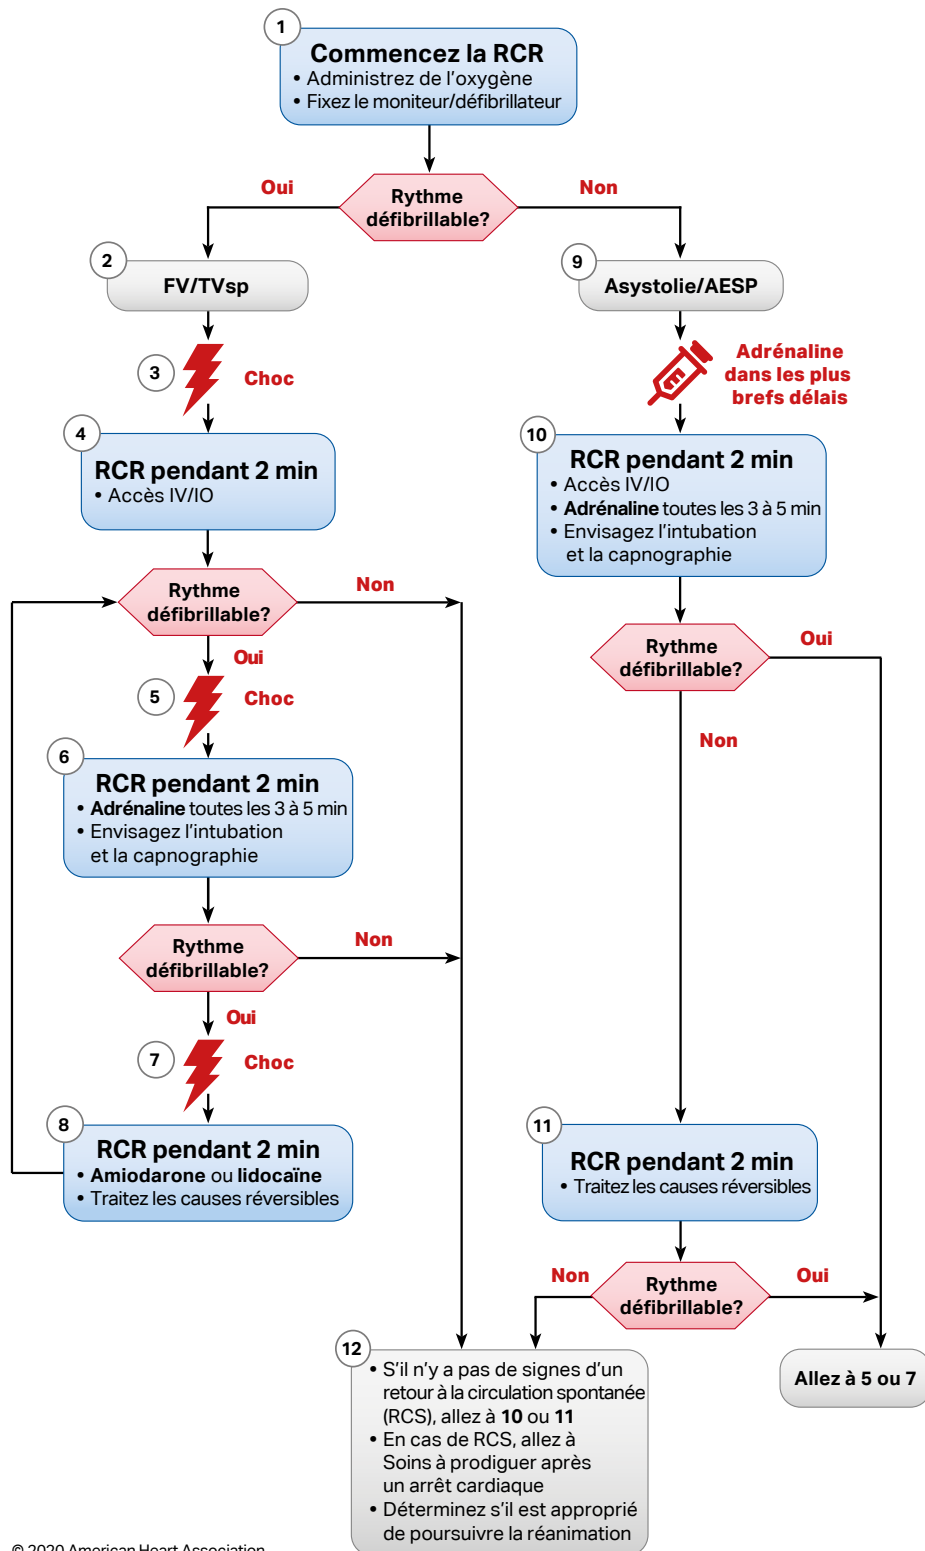 1
Commencez la RCR
• Administrez de l'oxygène
• Fixez le moniteur/défibrillateur
Oui
Rythme
défibrillable?
Non
2
FV/TVsp
3
Choc
4
RCR pendant 2 min
• Accès IV/IO
Rythme
défibrillable?
Non
Oui
5
Choc
6
RCR pendant 2 min
• Adrénaline toutes les 3 à 5 min
• Envisagez l'intubation
et la capnographie
Rythme
défibrillable?
Non
Oui
7
Choc
8
RCR pendant 2 min
• Amiodarone ou lidocaïne
• Traitez les causes réversibles
9
Asystolie/AESP
Adrénaline
dans les plus
brefs délais
10
RCR pendant 2 min
• Accès IV/IO
• Adrénaline toutes les 3 à 5 min
• Envisagez l'intubation
et la capnographie
Rythme
défibrillable?
Oui
Non
11
RCR pendant 2 min
• Traitez les causes réversibles
Non
Rythme
défibrillable?
Oui
12
• S'il n'y a pas de signes d'un
retour à la circulation spontanée
(RCS), allez à 10 ou 11
• En cas de RCS, allez à
Soins à prodiguer après
un arrêt cardiaque
• Déterminez s'il est approprié
de poursuivre la réanimation
Allez à 5 ou 7
© 2020 American Heart Association